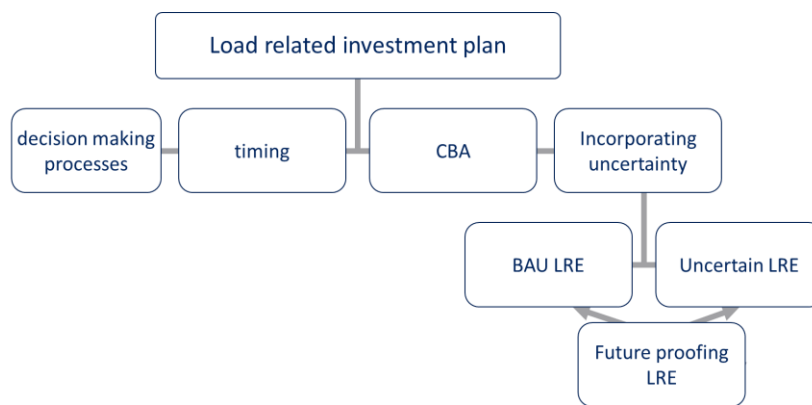 Load related investment plan
decision making
processes
timing
CBA
Incorporating
uncertainty
BAU LRE
Uncertain LRE
Future proofing
LRE